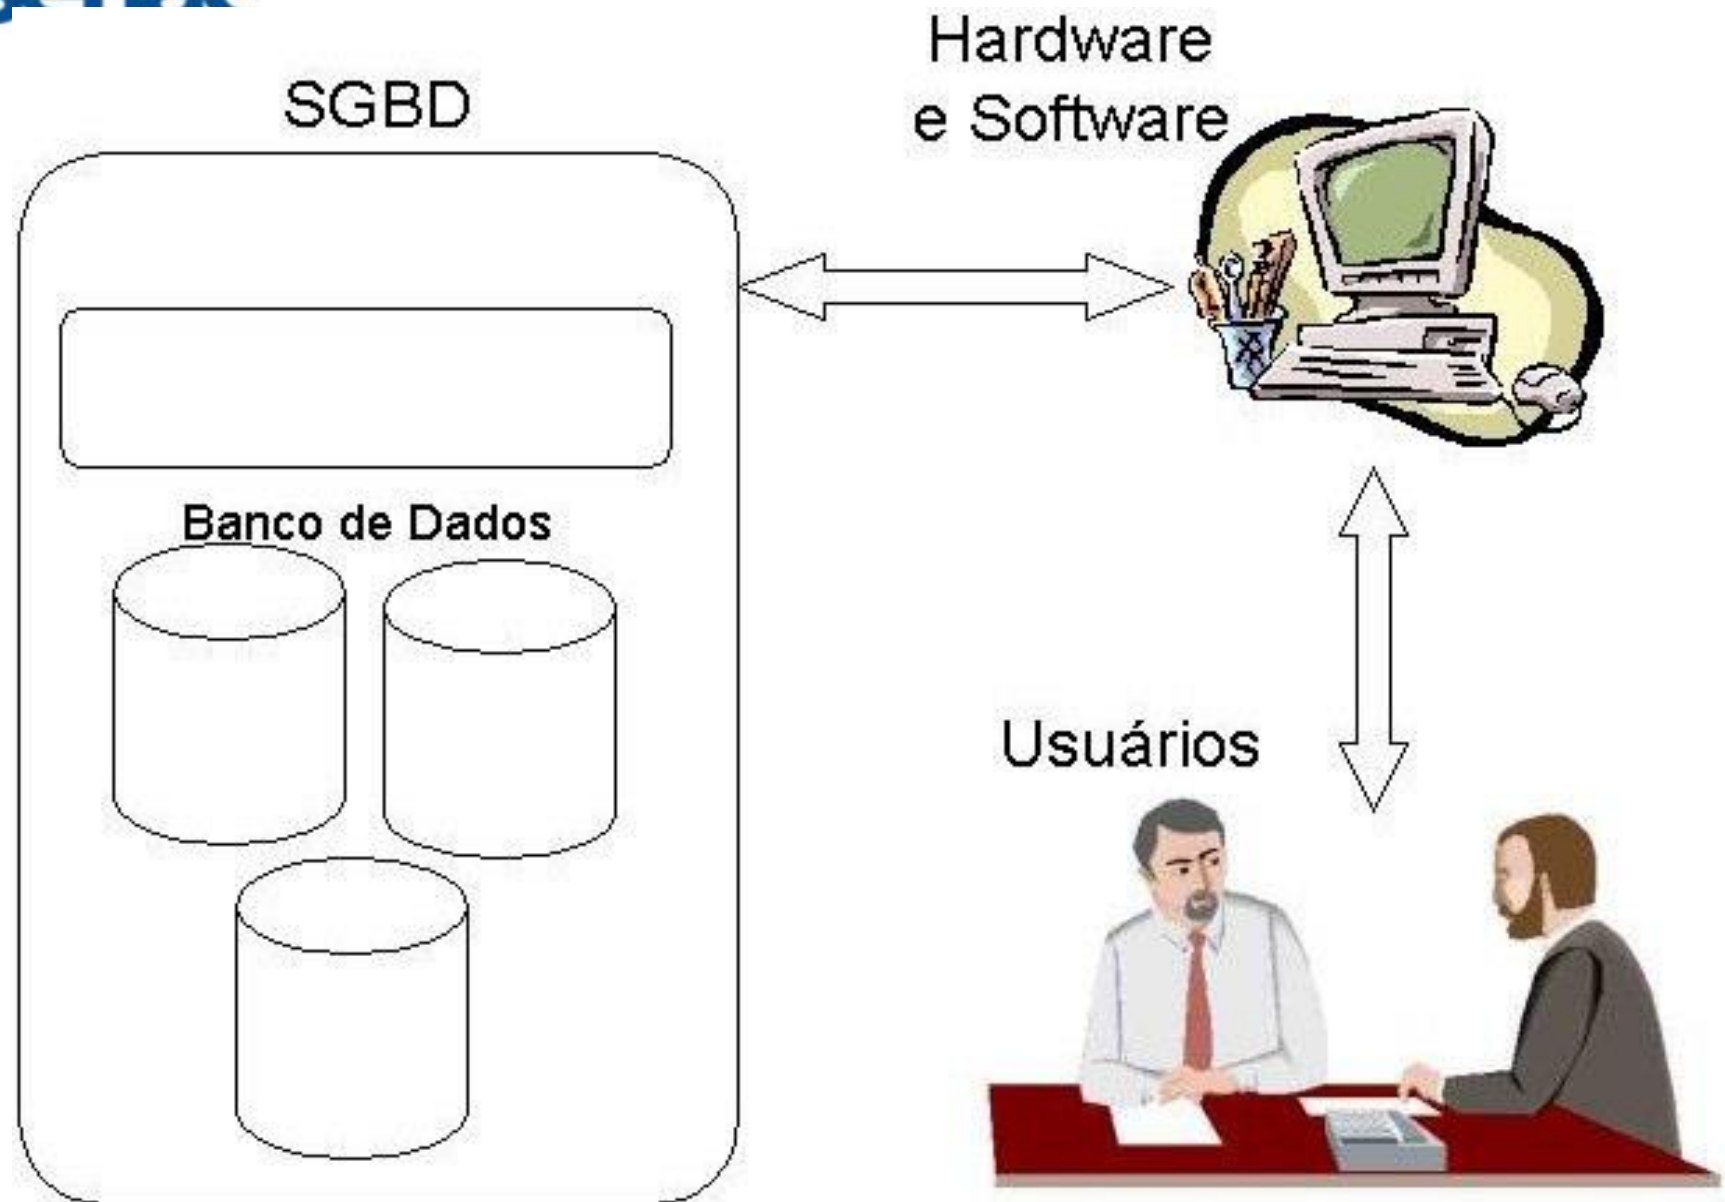 SGBD
Hardware
e Software
Banco de Dados
Usuários